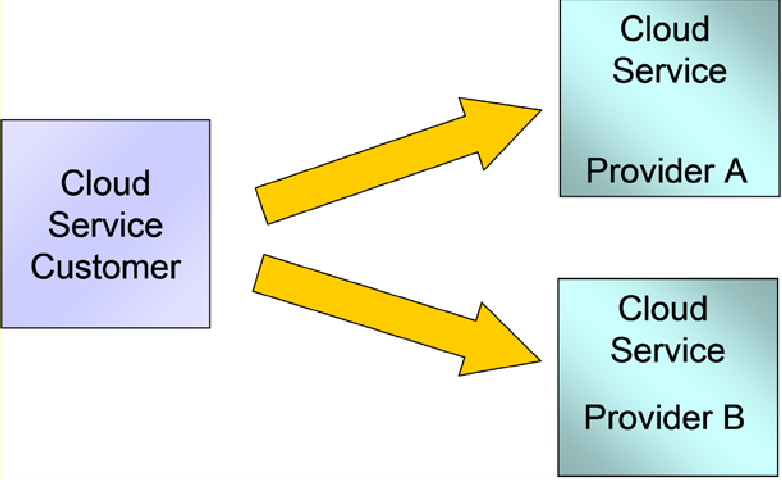 Cloud
Service
Customer
Cloud
Service
Provider A
Cloud
Service
Provider B